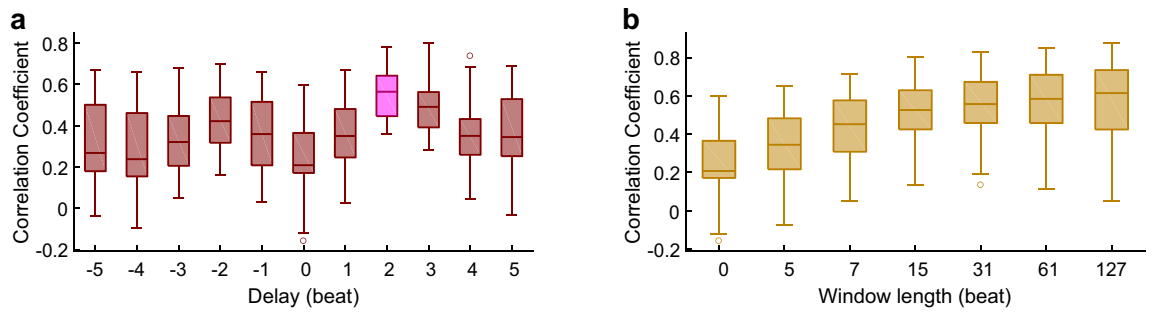 a
Correlation Coefficient
0.8
0.6
0.4
0.2
0
-0.2
-5 -4 -3 -2 -1 0 1 2 3 4 5
Delay (beat)
b
Correlation Coefficient
0.8
0.6
0.4
0.2
0
-0.2
0 5 7 15 31 61 127
Window length (beat)